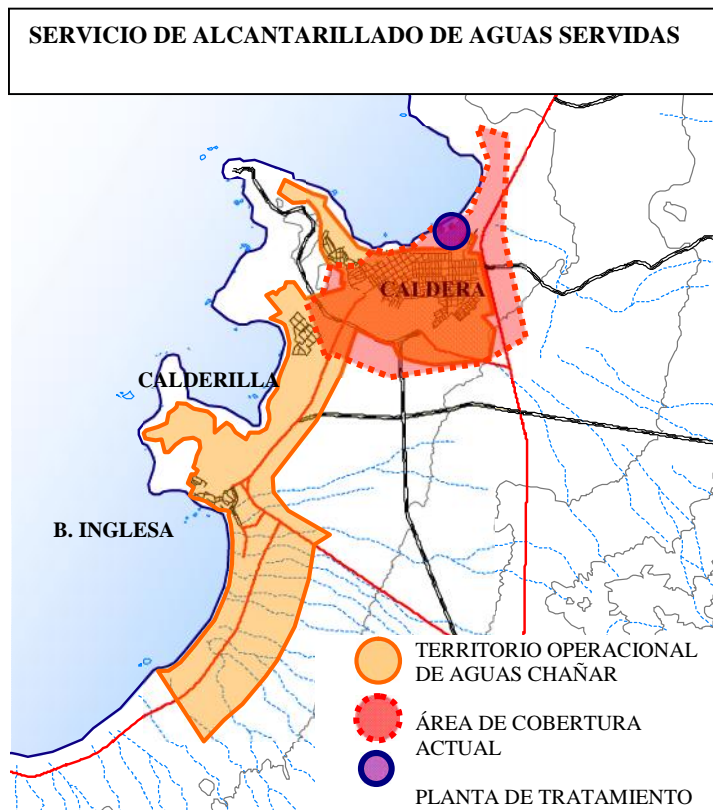 SERVICIO DE ALCANTARILLADO DE AGUAS SERVIDAS
CALDERA
CALDERILLA
B. INGLESA
TERRITORIO OPERACIONAL
DE AGUAS CHAÑAR
ÁREA DE COBERTURA
ACTUAL
PLANTA DE TRATAMIENTO